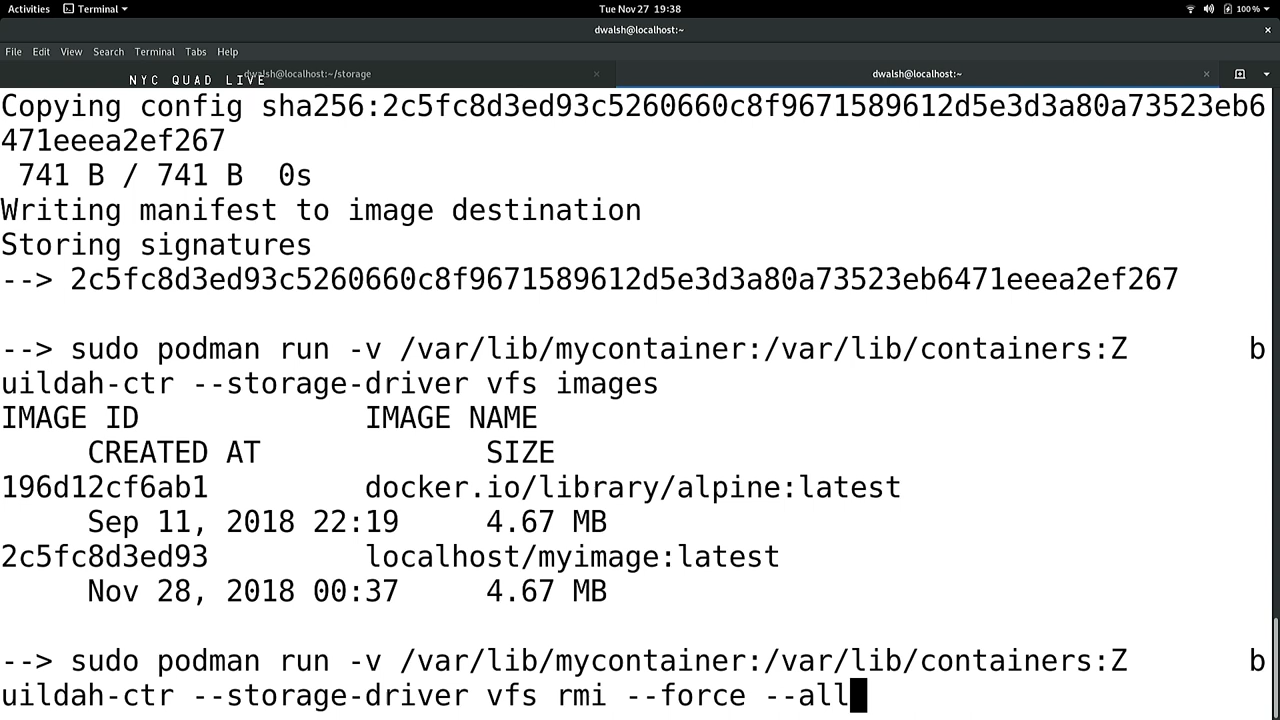 Activities Terminal Tue Nov 27 19:38 100 %
dwalsh@localhost:~
File Edit View Search Terminal Tabs Help
NYC QUAD LIVE
dwalsh@localhost:~/storage dwalsh@localhost:~
Copying config sha256:2c5fc8d3ed93c5260660c8f9671589612d5e3d3a80a73523eb6
471eeea2ef267
741 B / 741 B 0s
Writing manifest to image destination
Storing signatures
--> 2c5fc8d3ed93c5260660c8f9671589612d5e3d3a80a73523eb6471eeea2ef267
--> sudo podman run -v /var/lib/mycontainer:/var/lib/containers:Z b
uildah-ctr --storage-driver vfs images
IMAGE ID IMAGE NAME
CREATED AT SIZE
196d12cf6ab1 docker.io/library/alpine:latest
Sep 11, 2018 22:19 4.67 MB
2c5fc8d3ed93 localhost/myimage:latest
Nov 28, 2018 00:37 4.67 MB
--> sudo podman run -v /var/lib/mycontainer:/var/lib/containers:Z b
uildah-ctr --storage-driver vfs rmi --force --all